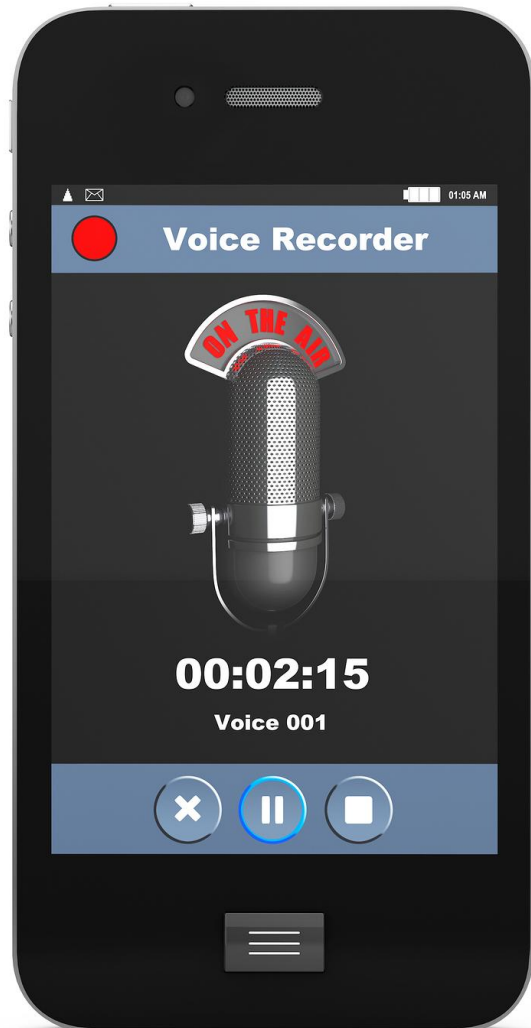 01:05 AM
Voice Recorder
ON THE AIR
00:02:15
Voice 001